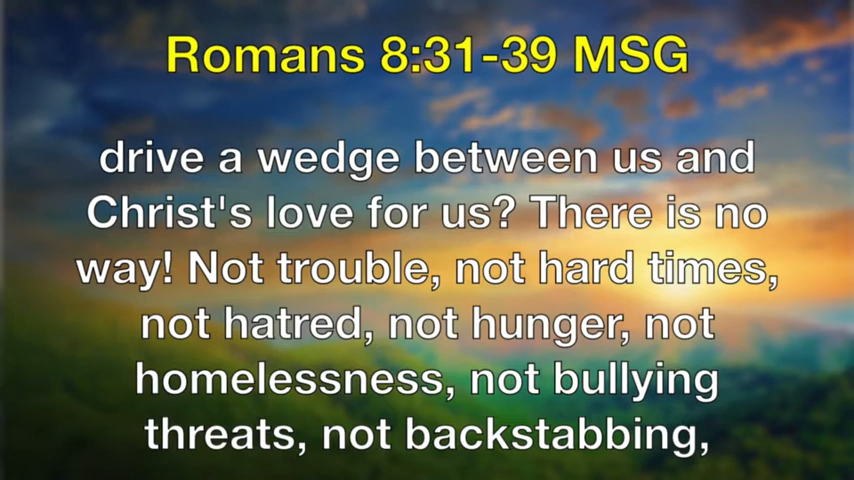 Romans 8:31-39 MSG
drive a wedge between us and
Christ's love for us? There is no
way! Not trouble, not hard times,
not hatred, not hunger, not
homelessness, not bullying
threats, not backstabbing,